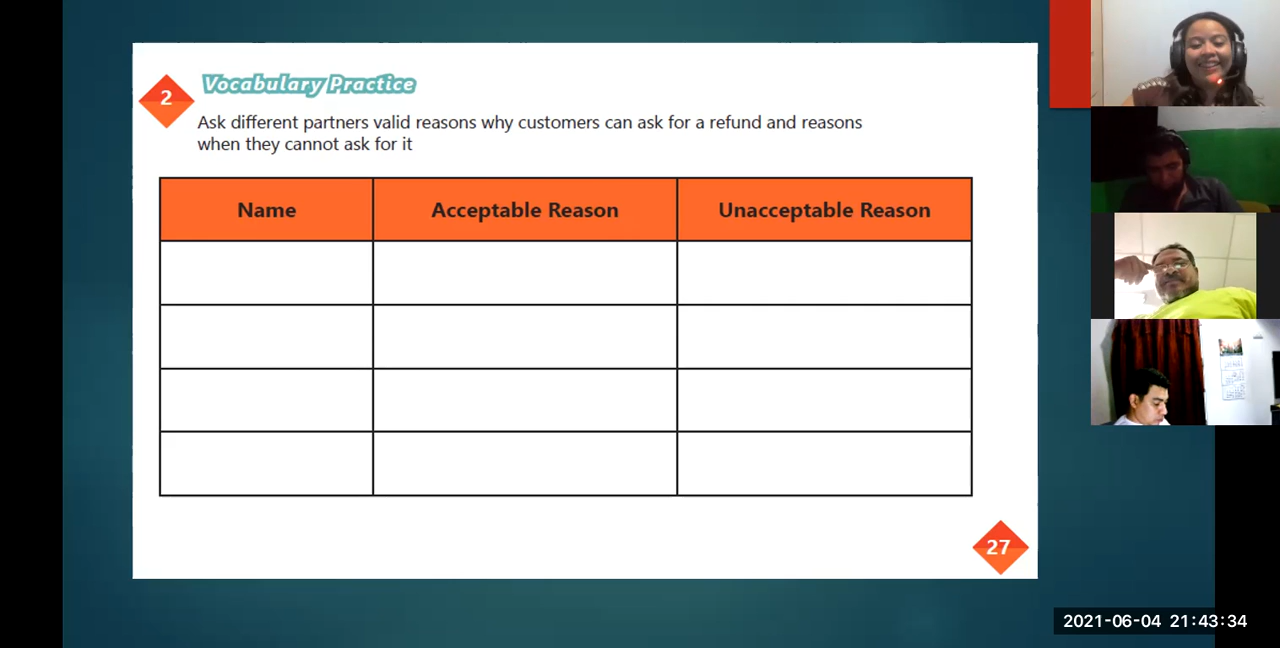 2
Vocabulary Practice
Ask different partners valid reasons why customers can ask for a refund and reasons
when they cannot ask for it
Name
Acceptable Reason
Unacceptable Reason
27
2021-06-04 21:43:34